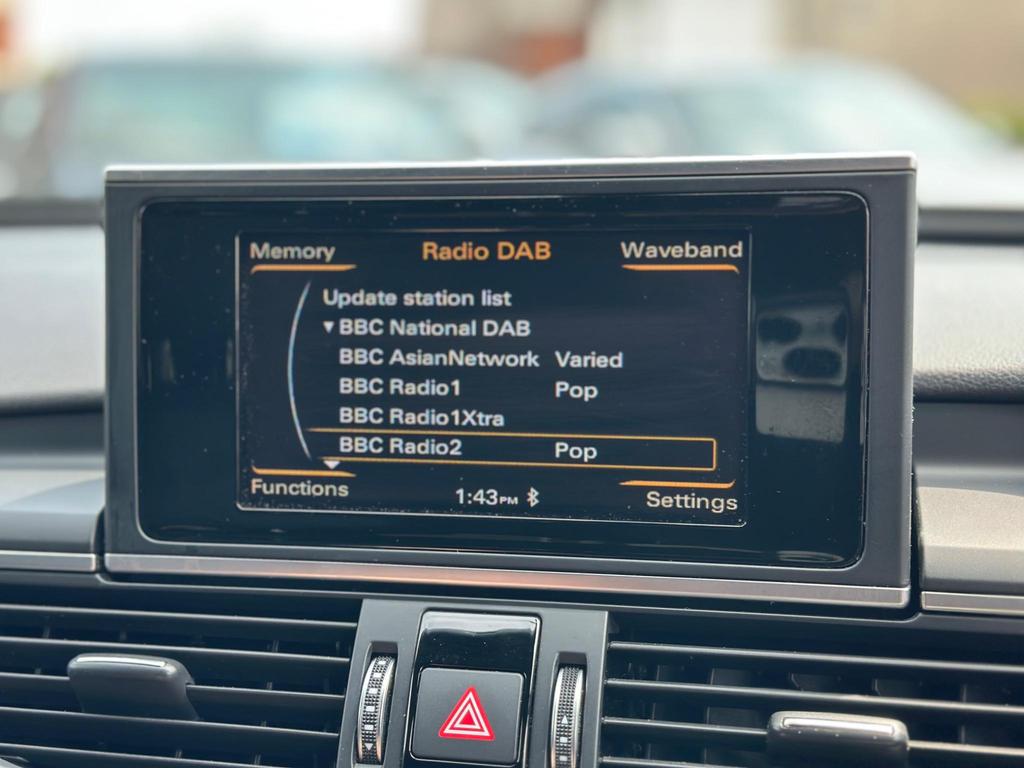 Memory Radio DAB Waveband
Update station list
▼ BBC National DAB
BBC AsianNetwork Varied
BBC Radio1 Pop
BBC Radio1Xtra
BBC Radio2 Pop
Functions 1:43PM Settings